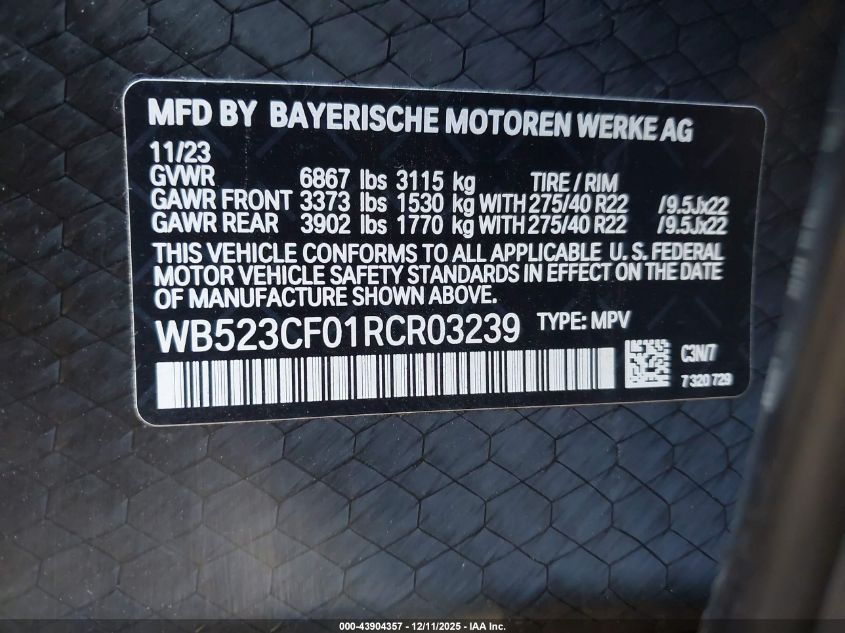 MFD BY BAYERISCHE MOTOREN WERKE AG
11/23
GVWR 6867 lbs 3115 kg TIRE / RIM
GAWR FRONT 3373 lbs 1530 kg WITH 275/40 R22 /9.5Jx22
GAWR REAR 3902 lbs 1770 kg WITH 275/40 R22 /9.5Jx22
THIS VEHICLE CONFORMS TO ALL APPLICABLE U. S. FEDERAL
MOTOR VEHICLE SAFETY STANDARDS IN EFFECT ON THE DATE
OF MANUFACTURE SHOWN ABOVE.
WB523CF01RCR03239 TYPE: MPV
C3N/7
7 320 729
000-43904357 - 12/11/2025 - IAA Inc.